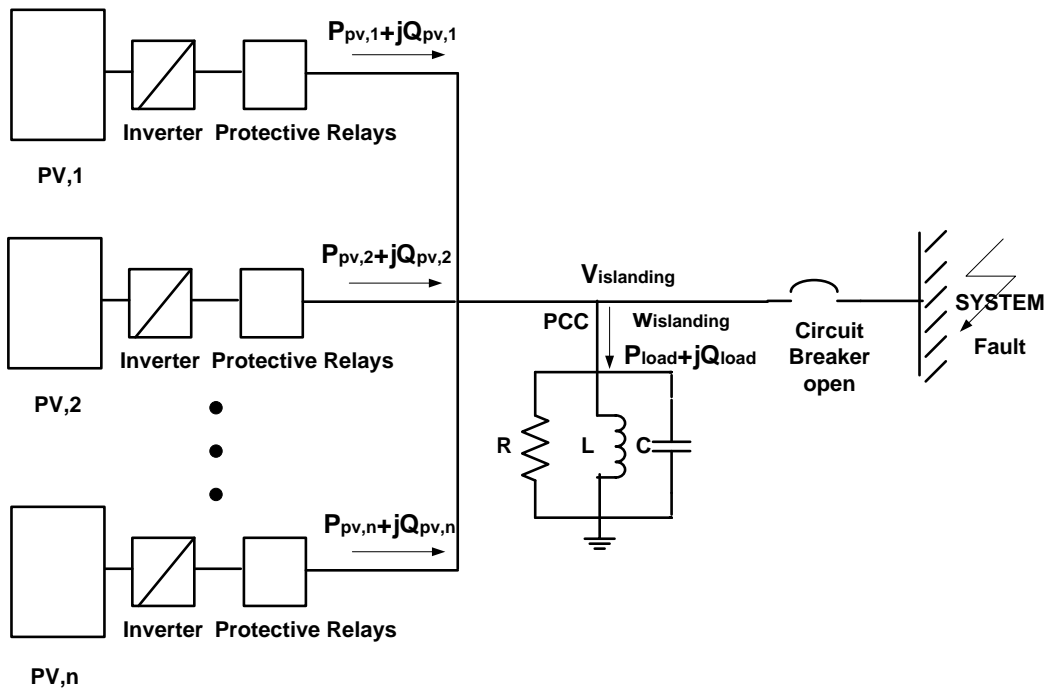 Ppv,1+jQpv,1
Inverter Protective Relays
PV,1
Ppv,2+jQpv,2
Inverter Protective Relays
PV,2
Vislanding
PCC
wislanding
Pload+jQload
Circuit
Breaker
open
SYSTEM
Fault
R
L
C
Ppv,n+jQpv,n
Inverter Protective Relays
PV,n